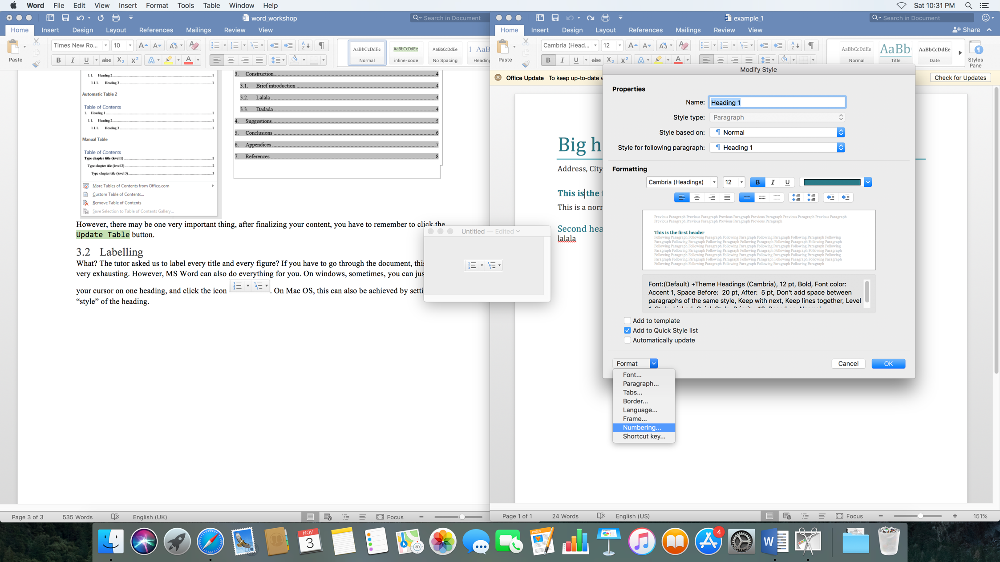 Word File Edit View Insert Format Tools Table Window Help
Sat 10:31 PM
word_workshop
Search in Document
Home Insert Design Layout References Mailings Review View
Paste
Times New Ro... 10
AaBbCcDdEe AaBbCcDdEe AaBbCcDdEe 1 AaB
Normal inline-code No Spacing Heading
1.1. Heading 2 1
1.1.1. Heading 3 1
Automatic Table 2
Table of Contents
1. Heading 1 1
1.1. Heading 2 1
1.1.1. Heading 3 1
Manual Table
Table of Contents
Type chapter title (level 1) 1
Type chapter title (level 2) 2
Type chapter title (level 3) 3
More Tables of Contents from Office.com
Custom Table of Contents...
Remove Table of Contents
Save Selection to Table of Contents Gallery...
3. Construction 4
3.1. Brief introduction 4
3.2. Lalala 4
3.3. Dadada 4
4. Suggestions 5
5. Conclusions 6
6. Appendices 7
7. References 8
However, there may be one very important thing, after finalizing your content, you have to remember to click the
Update Table button.
3.2 Labelling
What? The tutor asked us to label every title and every figure? If you have to go through the document, this
very exhausting. However, MS Word can also do everything for you. On windows, sometimes, you can jus
your cursor on one heading, and click the icon . On Mac OS, this can also be achieved by setti
“style” of the heading.
Untitled — Edited
Page 3 of 3 535 Words English (UK) Focus
example_1
Search in Document
Home Insert Design Layout References Mailings Review View
Share
Paste
Cambria (Head... 12
AaBbCcDdEe AaBb AaBbCcDdEe
Normal Title Date
Styles
Pane
Office Update To keep up-to-date w
Check for Updates
Big h
Address, City
This is the f
This is a norm
Second hea
lalala
Modify Style
Properties
Name: Heading 1
Style type: Paragraph
Style based on: ¶ Normal
Style for following paragraph: ¶ Heading 1
Formatting
Cambria (Headings) 12 B I U
Previous Paragraph Previous Paragraph Previous Paragraph Previous Paragraph Previous Paragraph Previous Paragraph
Previous Paragraph Previous Paragraph Previous Paragraph Previous Paragraph
This is the first header
Following Paragraph Following Paragraph Following Paragraph Following Paragraph Following Paragraph Following
Paragraph Following Paragraph Following Paragraph Following Paragraph Following Paragraph Following Paragraph
Following Paragraph Following Paragraph Following Paragraph Following Paragraph Following Paragraph Following
Paragraph Following Paragraph Following Paragraph Following Paragraph Following Paragraph Following Paragraph
Following Paragraph Following Paragraph Following Paragraph Following Paragraph Following Paragraph Following
Paragraph Following Paragraph Following Paragraph Following Paragraph Following Paragraph Following Paragraph
Following Paragraph Following Paragraph Following Paragraph Following Paragraph Following Paragraph
Font:(Default) +Theme Headings (Cambria), 12 pt, Bold, Font color:
Accent 1, Space Before: 20 pt, After: 5 pt, Don't add space between
paragraphs of the same style, Keep with next, Keep lines together, Level
Add to template
Add to Quick Style list
Automatically update
Format
Cancel OK
Font...
Paragraph...
Tabs...
Border...
Language...
Frame...
Numbering...
Shortcut key...
Page 1 of 1 24 Words English (US) Focus 151%
NOV
3
3D
PAGES
4
W